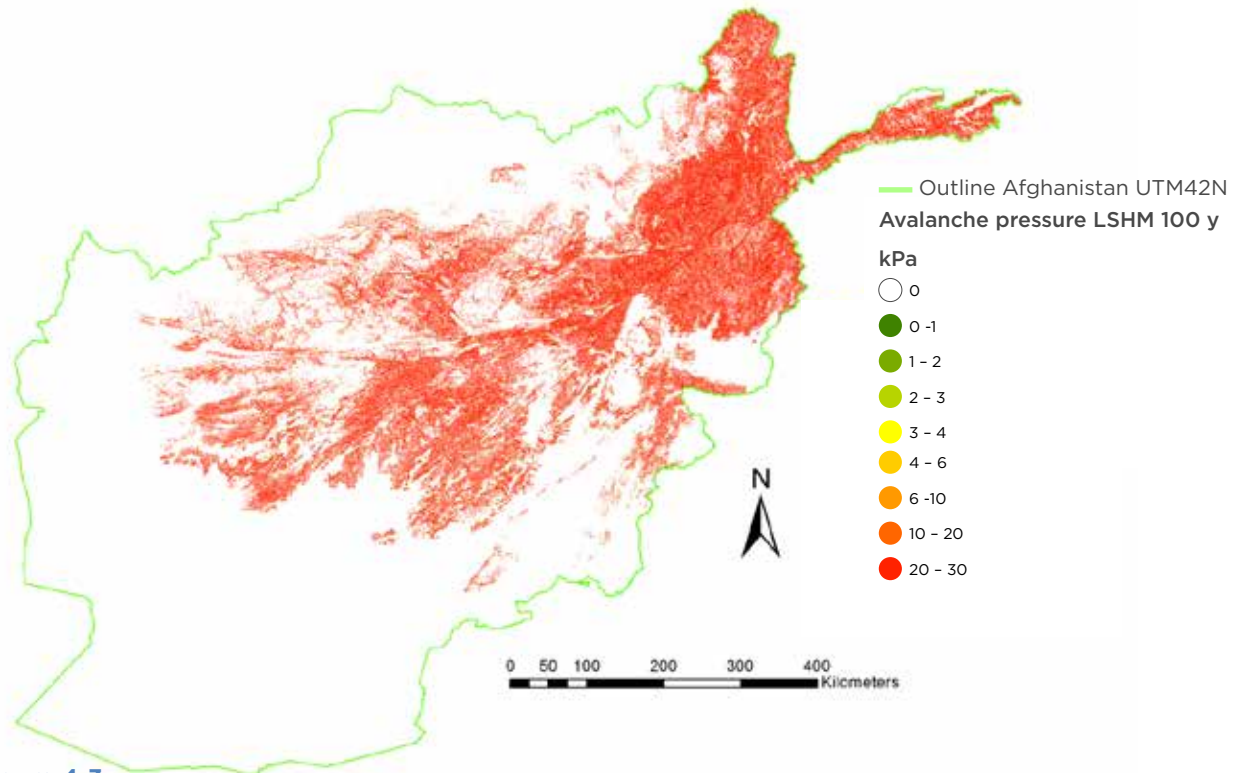 Outline Afghanistan UTM42N
Avalanche pressure LSHM 100 y
kPa
0
0 -1
1 – 2
2 – 3
3 – 4
4 – 6
6 -10
10 – 20
20 – 30
N
0 50 100 200 300 400
Kilometers